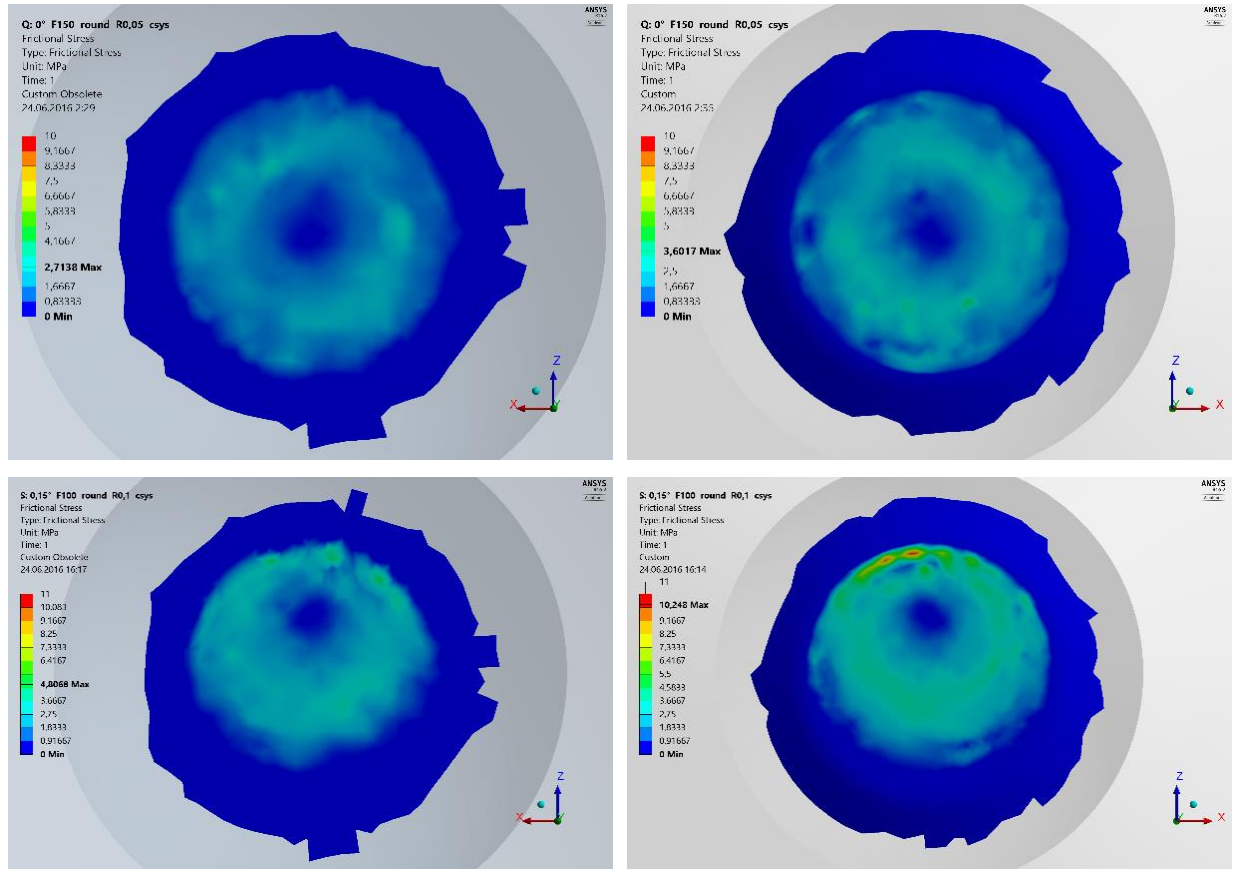 ANSYS
R16.2
Q: 0° F150 round R0,05 csys
Frictional Stress
Type: Frictional Stress
Unit: MPa
Time: 1
Custom Obsolete
24.06.2016 2:29
10
9,1667
8,3333
7,5
6,6667
5,8333
5
4,1667
2,7138 Max
1,6667
0,83333
0 Min
Z
X
Y
ANSYS
R16.2
Q: 0° F150 round R0,05 csys
Frictional Stress
Type: Frictional Stress
Unit: MPa
Time: 1
Custom
24.06.2016 2:35
10
9,1667
8,3333
7,5
6,6667
5,8333
5
3,6017 Max
2,5
1,6667
0,83333
0 Min
Z
Y
X
ANSYS
R16.2
S: 0,15° F100 round R0,1 csys
Frictional Stress
Type: Frictional Stress
Unit: MPa
Time: 1
Custom Obsolete
24.06.2016 16:17
11
10,083
9,1667
8,25
7,3333
6,4167
4,8068 Max
3,6667
2,75
1,8333
0,91667
0 Min
Z
X
Y
ANSYS
R16.2
S: 0,15° F100 round R0,1 csys
Frictional Stress
Type: Frictional Stress
Unit: MPa
Time: 1
Custom
24.06.2016 16:14
11
10,248 Max
9,1667
8,25
7,3333
6,4167
5,5
4,5833
3,6667
2,75
1,8333
0,91667
0 Min
Z
Y
X